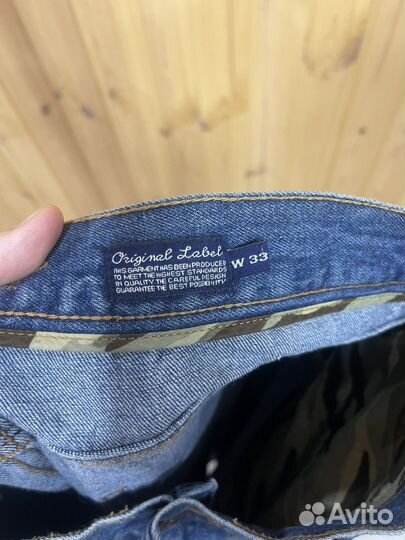 Original Label
THIS GARMENT HAS BEEN PRODUCED
TO MEET THE HIGHEST STANDARDS
IN QUALITY THE CAREFUL DESIGN
GUARANTEE THE BEST POSSIBILITY
W 33
Avito